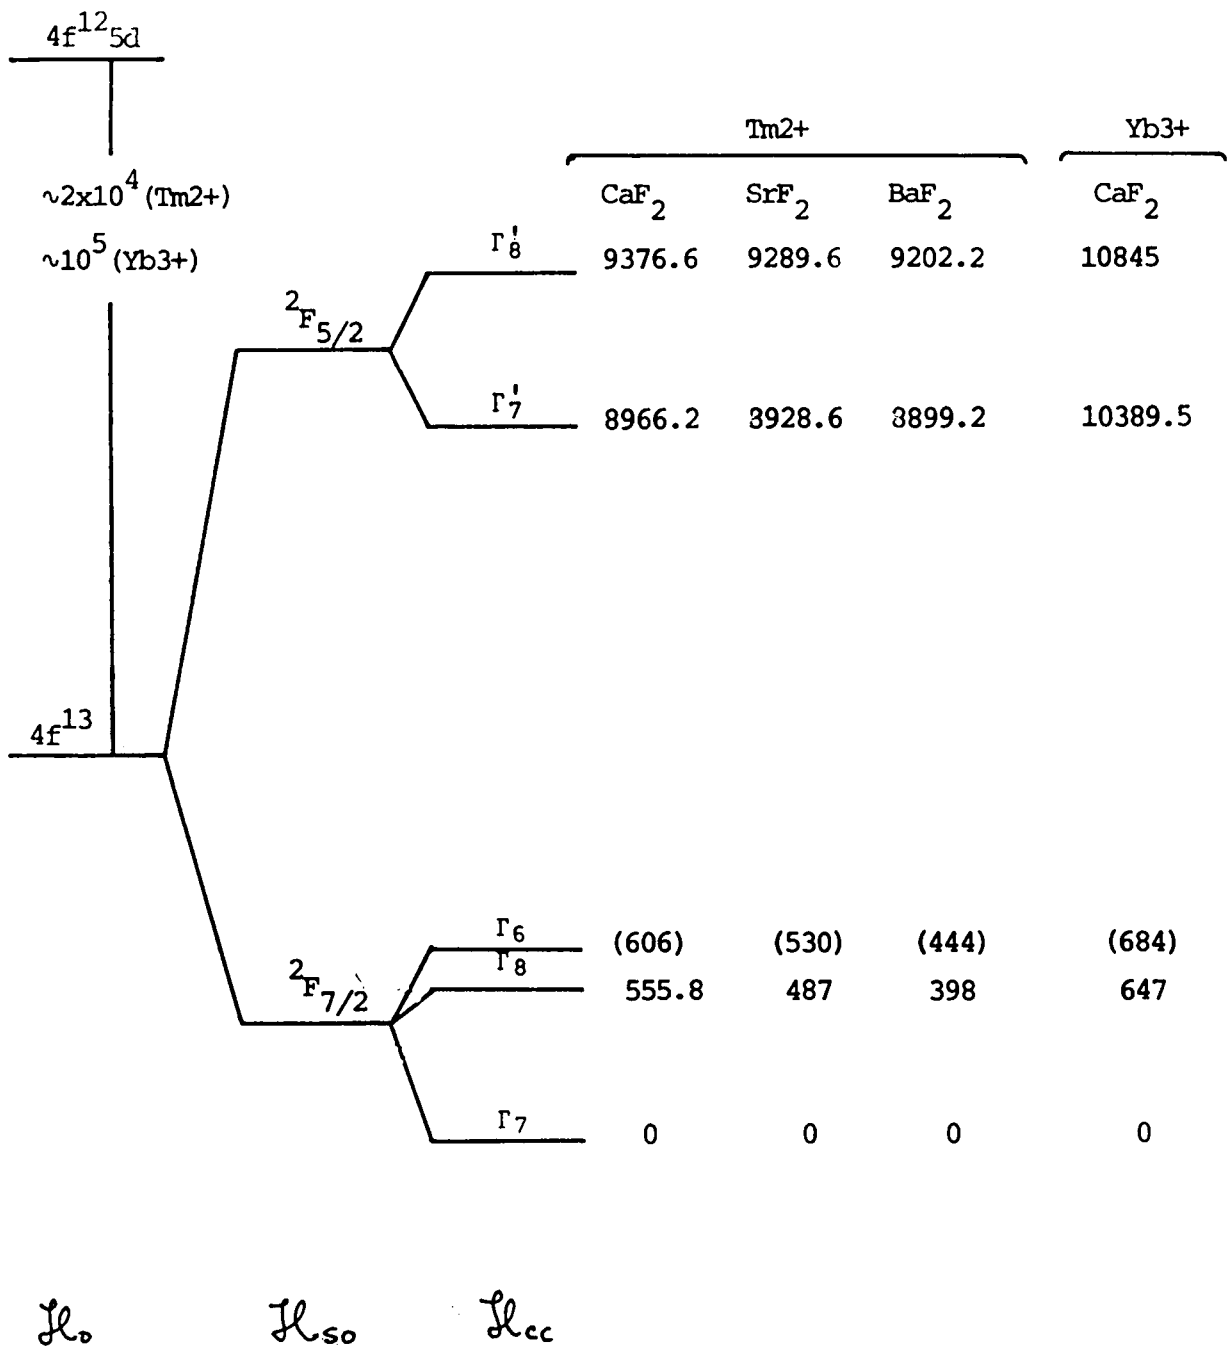 4f¹²5d
Tm2+ Yb3+
~2x10⁴(Tm2+) CaF₂ SrF₂ BaF₂ CaF₂
~10⁵(Yb3+) Γ₈' 9376.6 9289.6 9202.2 10845
²F₅/₂
Γ₇' 8966.2 8928.6 8899.2 10389.5
4f¹³
Γ₆ (606) (530) (444) (684)
²F₇/₂ Γ₈ 555.8 487 398 647
Γ₇ 0 0 0 0
ℋ₀ ℋso ℋcc